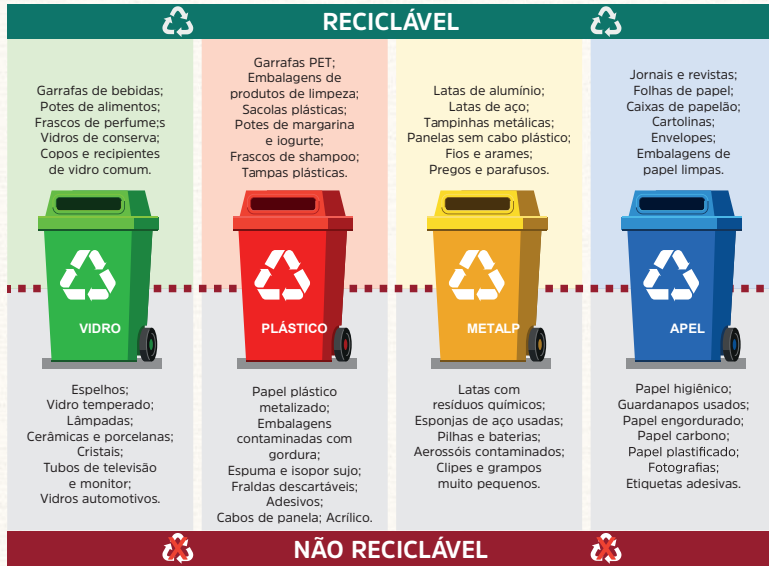 RECICLÁVEL
Garrafas de bebidas;
Potes de alimentos;
Frascos de perfume;s
Vidros de conserva;
Copos e recipientes
de vidro comum.
Garrafas PET;
Embalagens de
produtos de limpeza;
Sacolas plásticas;
Potes de margarina
e iogurte;
Frascos de shampoo;
Tampas plásticas.
Latas de alumínio;
Latas de aço;
Tampinhas metálicas;
Panelas sem cabo plástico;
Fios e arames;
Pregos e parafusos.
Jornais e revistas;
Folhas de papel;
Caixas de papelão;
Cartolinas;
Envelopes;
Embalagens de
papel limpas.
VIDRO
PLÁSTICO
METALP
APEL
Espelhos;
Vidro temperado;
Lâmpadas;
Cerâmicas e porcelanas;
Cristais;
Tubos de televisão
e monitor;
Vidros automotivos.
Papel plástico
metalizado;
Embalagens
contaminadas com
gordura;
Espuma e isopor sujo;
Fraldas descartáveis;
Adesivos;
Cabos de panela; Acrílico.
Latas com
resíduos químicos;
Esponjas de aço usadas;
Pilhas e baterias;
Aerossóis contaminados;
Clipes e grampos
muito pequenos.
Papel higiênico;
Guardanapos usados;
Papel engordurado;
Papel carbono;
Papel plastificado;
Fotografias;
Etiquetas adesivas.
NÃO RECICLÁVEL